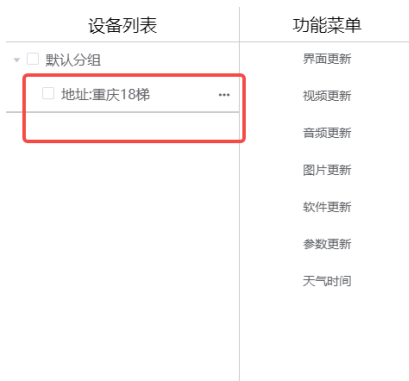 设备列表
默认分组
地址:重庆18梯 ...
功能菜单
界面更新
视频更新
音频更新
图片更新
软件更新
参数更新
天气时间